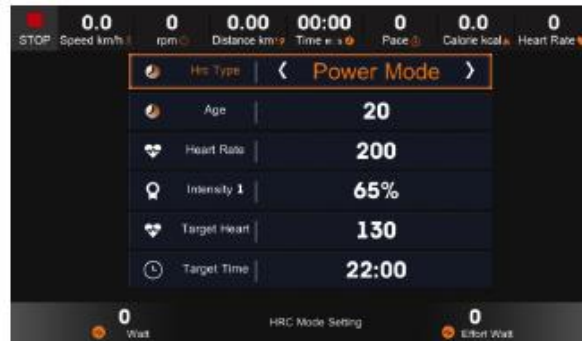 0.0 0 0.00 00:00 0 0.0 0
STOP Speed km/h rpm Distance km Time m:s Pace Calorie kcal Heart Rate
Hrc Type Power Mode
Age 20
Heart Rate 200
Intensity 1 65%
Target Heart 130
Target Time 22:00
0 HRC Mode Setting 0
Watt Effort Watt